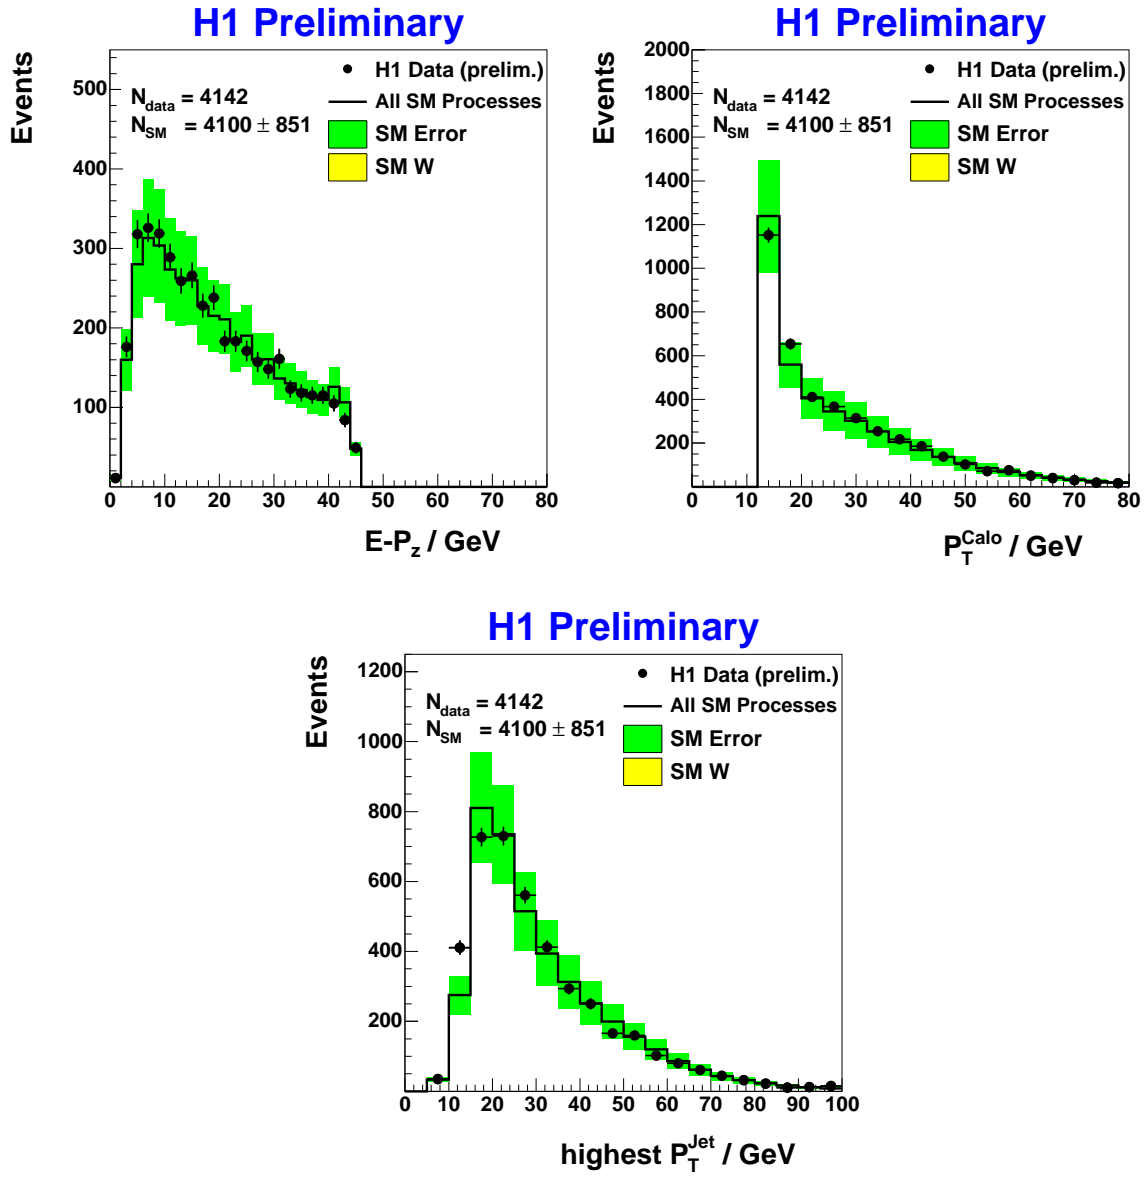 H1 Preliminary
Events
500
400
300
200
100
N_data = 4142
N_SM = 4100 ± 851
H1 Data (prelim.)
All SM Processes
SM Error
SM W
0 10 20 30 40 50 60 70 80
E-P_z / GeV
H1 Preliminary
Events
2000
1800
1600
1400
1200
1000
800
600
400
200
N_data = 4142
N_SM = 4100 ± 851
H1 Data (prelim.)
All SM Processes
SM Error
SM W
0 10 20 30 40 50 60 70 80
P_T^Calo / GeV
H1 Preliminary
Events
1200
1000
800
600
400
200
N_data = 4142
N_SM = 4100 ± 851
H1 Data (prelim.)
All SM Processes
SM Error
SM W
0 10 20 30 40 50 60 70 80 90 100
highest P_T^Jet / GeV